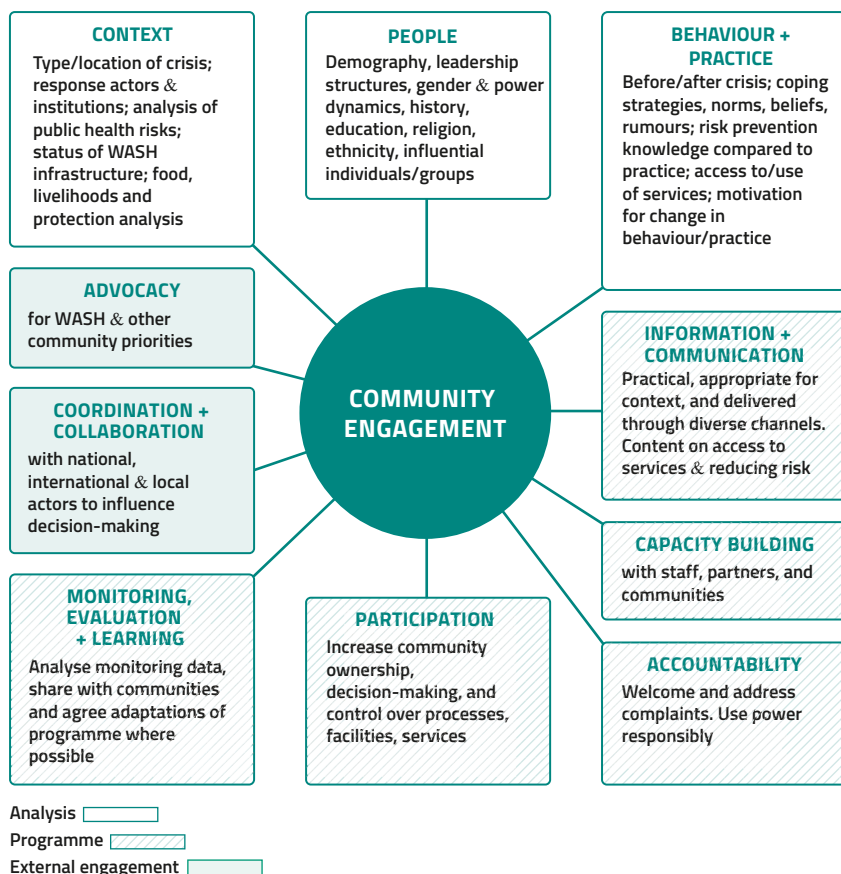 CONTEXT
Type/location of crisis;
response actors &
institutions; analysis of
public health risks;
status of WASH
infrastructure; food,
livelihoods and
protection analysis
PEOPLE
Demography, leadership
structures, gender & power
dynamics, history,
education, religion,
ethnicity, influential
individuals/groups
BEHAVIOUR +
PRACTICE
Before/after crisis; coping
strategies, norms, beliefs,
rumours; risk prevention
knowledge compared to
practice; access to/use
of services; motivation
for change in
behaviour/practice
ADVOCACY
for WASH & other
community priorities
COORDINATION +
COLLABORATION
with national,
international & local
actors to influence
decision-making
COMMUNITY
ENGAGEMENT
INFORMATION +
COMMUNICATION
Practical, appropriate for
context, and delivered
through diverse channels.
Content on access to
services & reducing risk
CAPACITY BUILDING
with staff, partners, and
communities
MONITORING,
EVALUATION
+ LEARNING
Analyse monitoring data,
share with communities
and agree adaptations of
programme where
possible
PARTICIPATION
Increase community
ownership,
decision-making, and
control over processes,
facilities, services
ACCOUNTABILITY
Welcome and address
complaints. Use power
responsibly
Analysis
Programme
External engagement